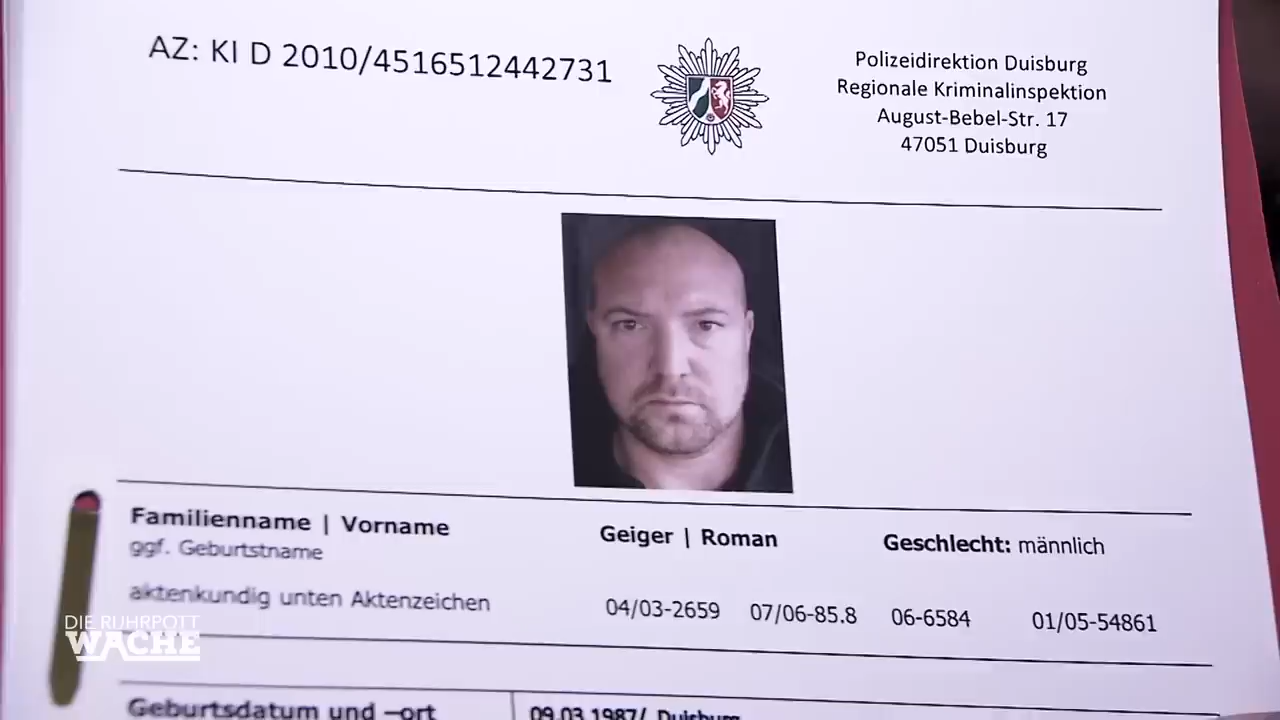 AZ: KI D 2010/4516512442731
Polizeidirektion Duisburg
Regionale Kriminalinspektion
August-Bebel-Str. 17
47051 Duisburg
Familienname | Vorname
ggf. Geburtstname
Geiger | Roman
Geschlecht: männlich
aktenkundig unten Aktenzeichen
04/03-2659 07/06-85.8 06-6584 01/05-54861
DIE RUHRPOTT
WACHE
Geburtsdatum und –ort
09.03.1987/ Duisburg